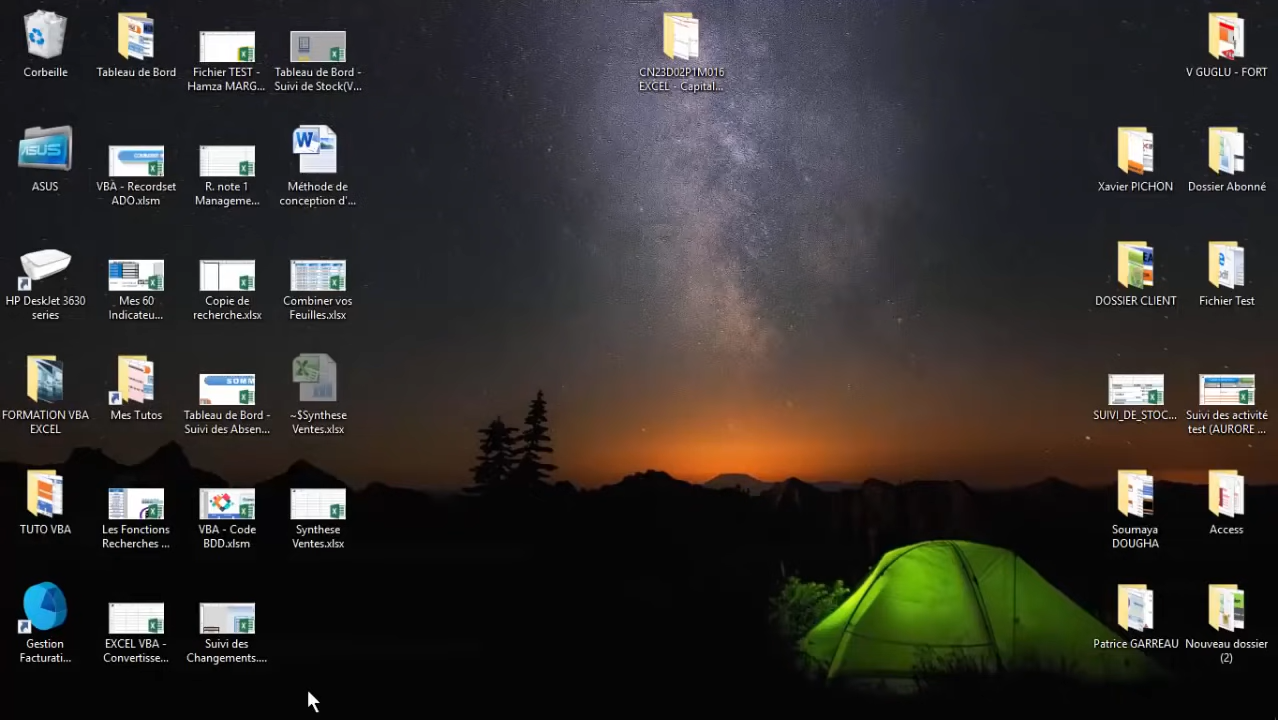 Corbeille
Tableau de Bord
Fichier TEST -
Hamza MARG...
Tableau de Bord -
Suivi de Stock(V...
CN23D02P1M016
EXCEL - Capital...
V GUGLU - FORT
ASUS
ASUS
VBA - Recordset
ADO.xlsm
R. note 1
Manageme...
Méthode de
conception d'...
Xavier PICHON
Dossier Abonné
HP DeskJet 3630
series
Mes 60
Indicateu...
Copie de
recherche.xlsx
Combiner vos
Feuilles.xlsx
DOSSIER CLIENT
Fichier Test
FORMATION VBA
EXCEL
Mes Tutos
SOMM
Tableau de Bord -
Suivi des Absen...
~$Synthese
Ventes.xlsx
SUIVI_DE_STOC...
Suivi des activité
test (AURORE ...
TUTO VBA
Les Fonctions
Recherches ...
VBA - Code
BDD.xlsm
Synthese
Ventes.xlsx
Soumaya
DOUGHA
Access
Gestion
Facturati...
EXCEL VBA -
Convertisse...
Suivi des
Changements....
Patrice GARREAU
Nouveau dossier
(2)